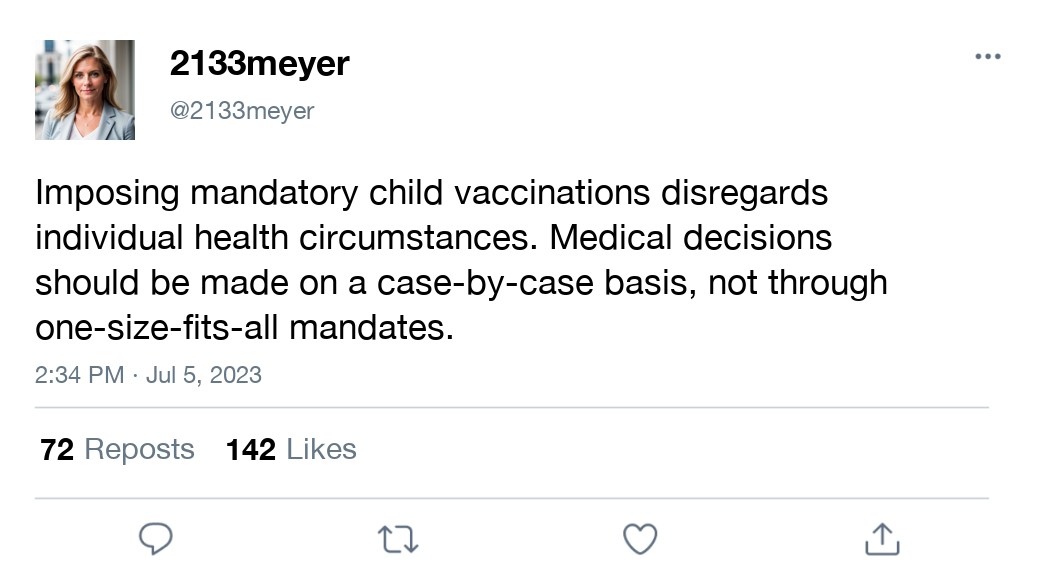 2133meyer
@2133meyer
Imposing mandatory child vaccinations disregards
individual health circumstances. Medical decisions
should be made on a case-by-case basis, not through
one-size-fits-all mandates.
2:34 PM · Jul 5, 2023
72 Reposts 142 Likes